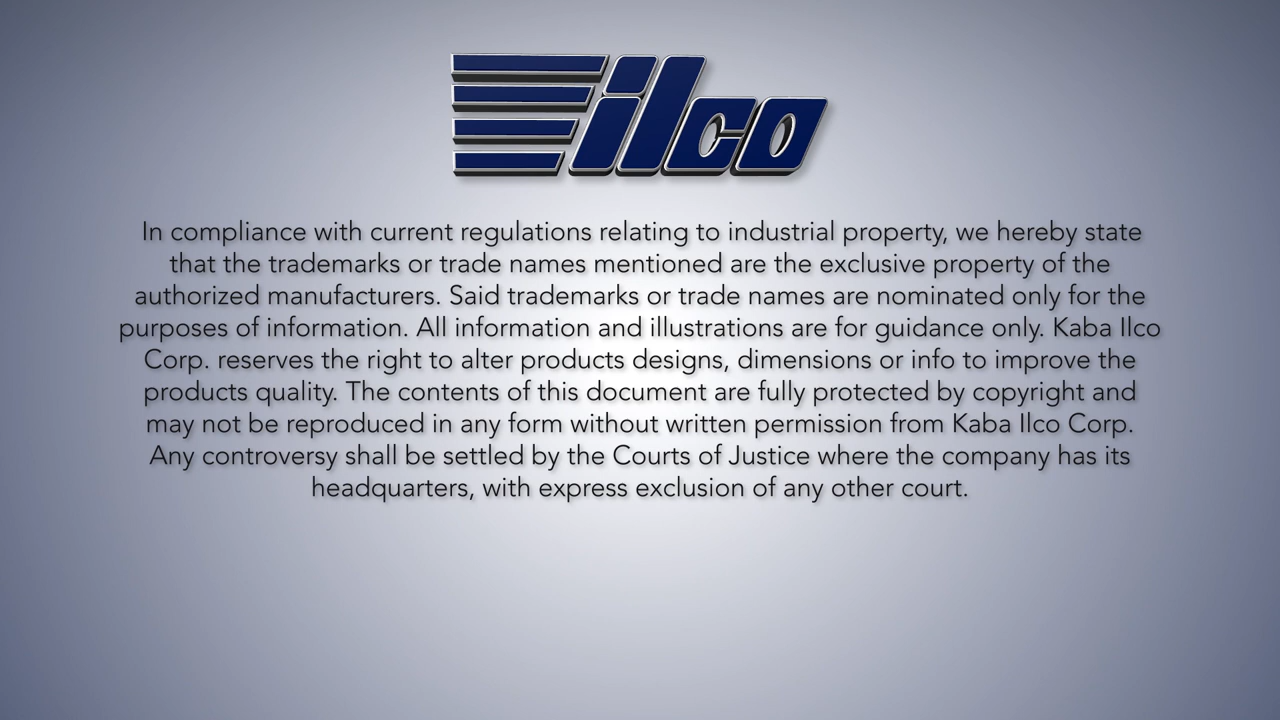 ilco
In compliance with current regulations relating to industrial property, we hereby state
that the trademarks or trade names mentioned are the exclusive property of the
authorized manufacturers. Said trademarks or trade names are nominated only for the
purposes of information. All information and illustrations are for guidance only. Kaba Ilco
Corp. reserves the right to alter products designs, dimensions or info to improve the
products quality. The contents of this document are fully protected by copyright and
may not be reproduced in any form without written permission from Kaba Ilco Corp.
Any controversy shall be settled by the Courts of Justice where the company has its
headquarters, with express exclusion of any other court.